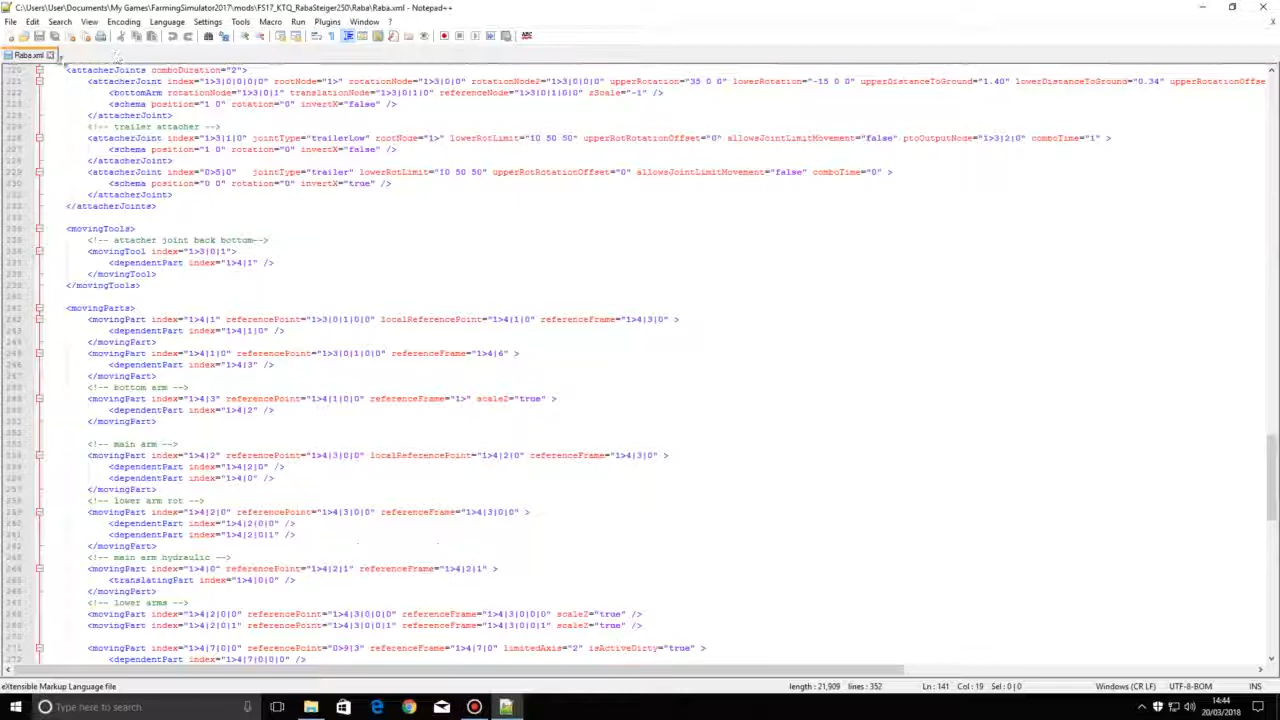 C:\Users\User\Documents\My Games\FarmingSimulator2017\mods\FS17_KTQ_RabaSteiger250\Raba\Raba.xml - Notepad++
File Edit Search View Encoding Language Settings Tools Macro Run Plugins Window ?
Raba.xml
<attacherJoints comboDuration="2">
<attacherJoint index="1>3|0|0|0|0" rootNode="1>" rotationNode="1>3|0|0" rotationNode2="1>3|0|0|0" upperRotation="35 0 0" lowerRotation="-15 0 0" upperDistanceToGround="1.40" lowerDistanceToGround="0.34" upperRotationOffse
<bottomArm rotationNode="1>3|0|1" translationNode="1>3|0|1|0" referenceNode="1>3|0|1|0|0" zScale="-1" />
<schema position="1 0" rotation="0" invertX="false" />
</attacherJoint>
<!-- trailer attacher -->
<attacherJoint index="1>3|1|0" jointType="trailerLow" rootNode="1>" lowerRotLimit="10 50 50" upperRotRotationOffset="0" allowsJointLimitMovement="false" ptoOutputNode="1>3|2|0" comboTime="1" >
<schema position="1 0" rotation="0" invertX="false" />
</attacherJoint>
<attacherJoint index="0>5|0" jointType="trailer" lowerRotLimit="10 50 50" upperRotRotationOffset="0" allowsJointLimitMovement="false" comboTime="0" >
<schema position="0 0" rotation="0" invertX="true" />
</attacherJoint>
</attacherJoints>
<movingTools>
<!-- attacher joint back bottom-->
<movingTool index="1>3|0|1">
<dependentPart index="1>4|1" />
</movingTool>
</movingTools>
<movingParts>
<movingPart index="1>4|1" referencePoint="1>3|0|1|0|0" localReferencePoint="1>4|1|0" referenceFrame="1>4|3|0" >
<dependentPart index="1>4|1|0" />
</movingPart>
<movingPart index="1>4|1|0" referencePoint="1>3|0|1|0|0" referenceFrame="1>4|6" >
<dependentPart index="1>4|3" />
</movingPart>
<!-- bottom arm -->
<movingPart index="1>4|3" referencePoint="1>4|1|0|0" referenceFrame="1>" scaleZ="true" >
<dependentPart index="1>4|2" />
</movingPart>
<!-- main arm -->
<movingPart index="1>4|2" referencePoint="1>4|3|0|0" localReferencePoint="1>4|2|0" referenceFrame="1>4|3|0" >
<dependentPart index="1>4|2|0" />
<dependentPart index="1>4|0" />
</movingPart>
<!-- lower arm rot -->
<movingPart index="1>4|2|0" referencePoint="1>4|3|0|0" referenceFrame="1>4|3|0|0" >
<dependentPart index="1>4|2|0|0" />
<dependentPart index="1>4|2|0|1" />
</movingPart>
<!-- main arm hydraulic -->
<movingPart index="1>4|0" referencePoint="1>4|2|1" referenceFrame="1>4|2|1" >
<translatingPart index="1>4|0|0" />
</movingPart>
<!-- lower arms -->
<movingPart index="1>4|2|0|0" referencePoint="1>4|3|0|0|0" referenceFrame="1>4|3|0|0|0" scaleZ="true" />
<movingPart index="1>4|2|0|1" referencePoint="1>4|3|0|0|1" referenceFrame="1>4|3|0|0|1" scaleZ="true" />
<movingPart index="1>4|7|0|0" referencePoint="0>9|3" referenceFrame="1>4|7|0" limitedAxis="2" isActiveDirty="true" >
<dependentPart index="1>4|7|0|0|0" />
eXtensible Markup Language file length : 21,909 lines : 352 Ln : 141 Col : 19 Sel : 0 | 0 Windows (CR LF) UTF-8-BOM INS
Type here to search 14:44
20/03/2018